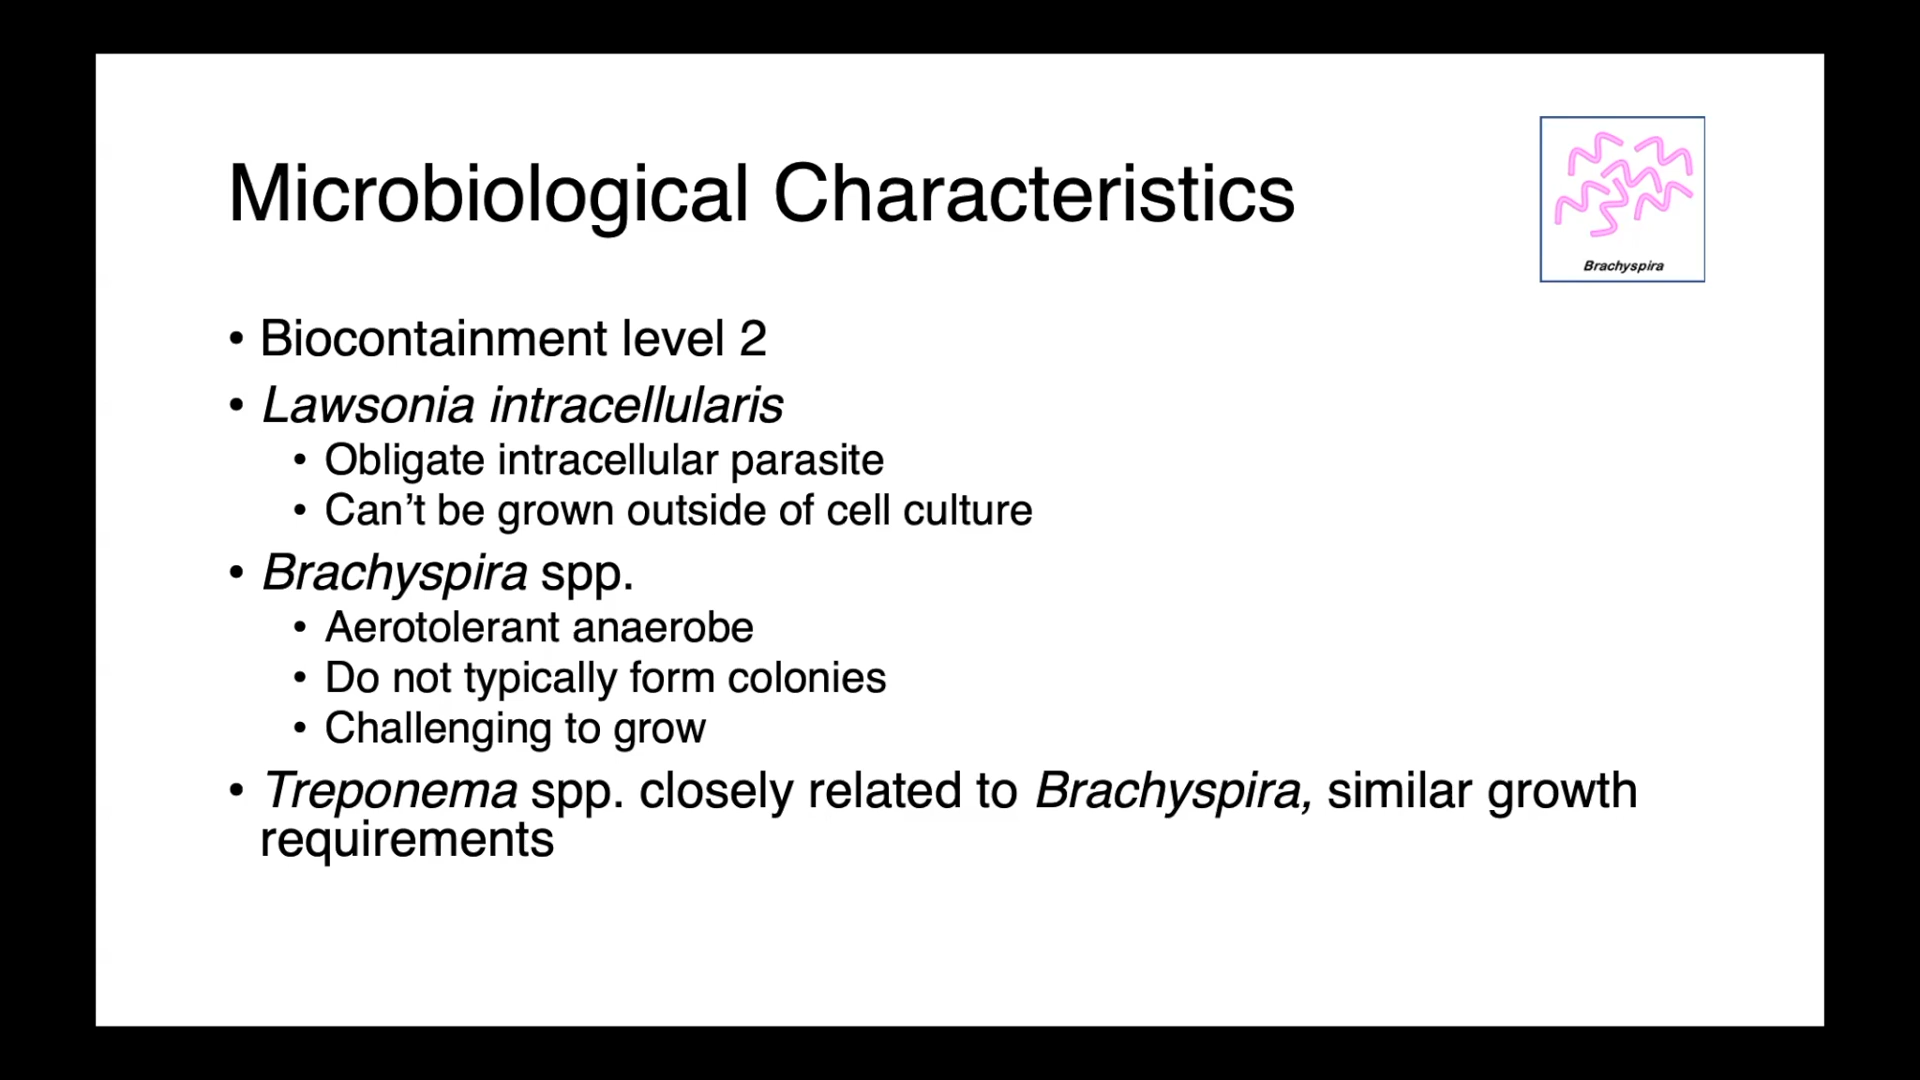 Microbiological Characteristics
Brachyspira
• Biocontainment level 2
• Lawsonia intracellularis
• Obligate intracellular parasite
• Can’t be grown outside of cell culture
• Brachyspira spp.
• Aerotolerant anaerobe
• Do not typically form colonies
• Challenging to grow
• Treponema spp. closely related to Brachyspira, similar growth
requirements